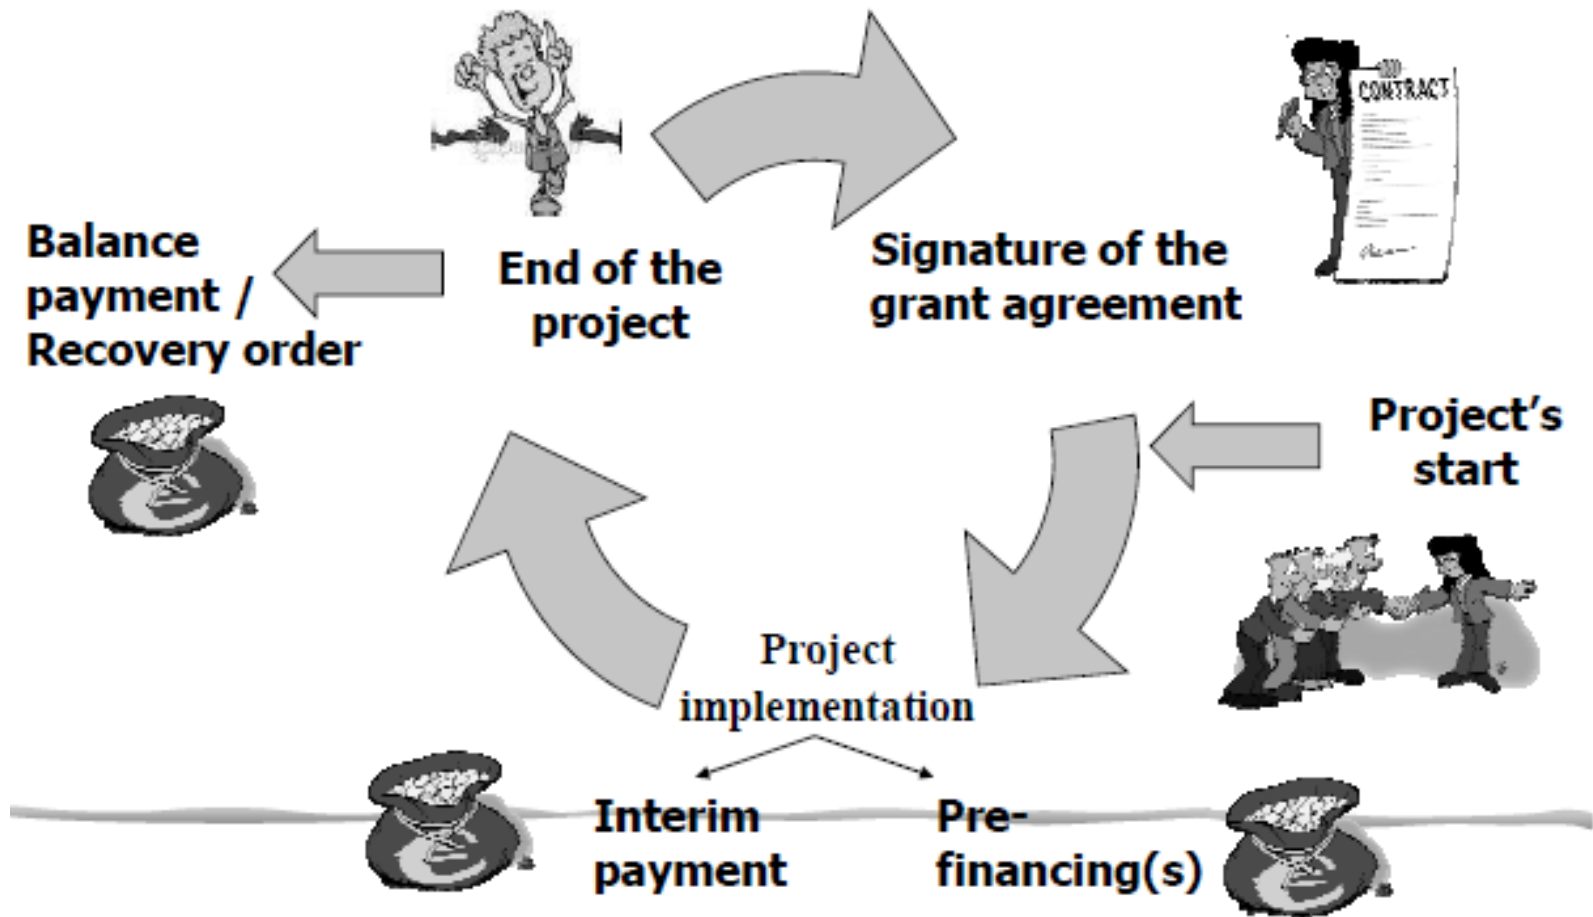 CONTRACT
Balance
payment /
Recovery order
End of the
project
Signature of the
grant agreement
Project’s
start
Project
implementation
Interim
payment
Pre-
financing(s)